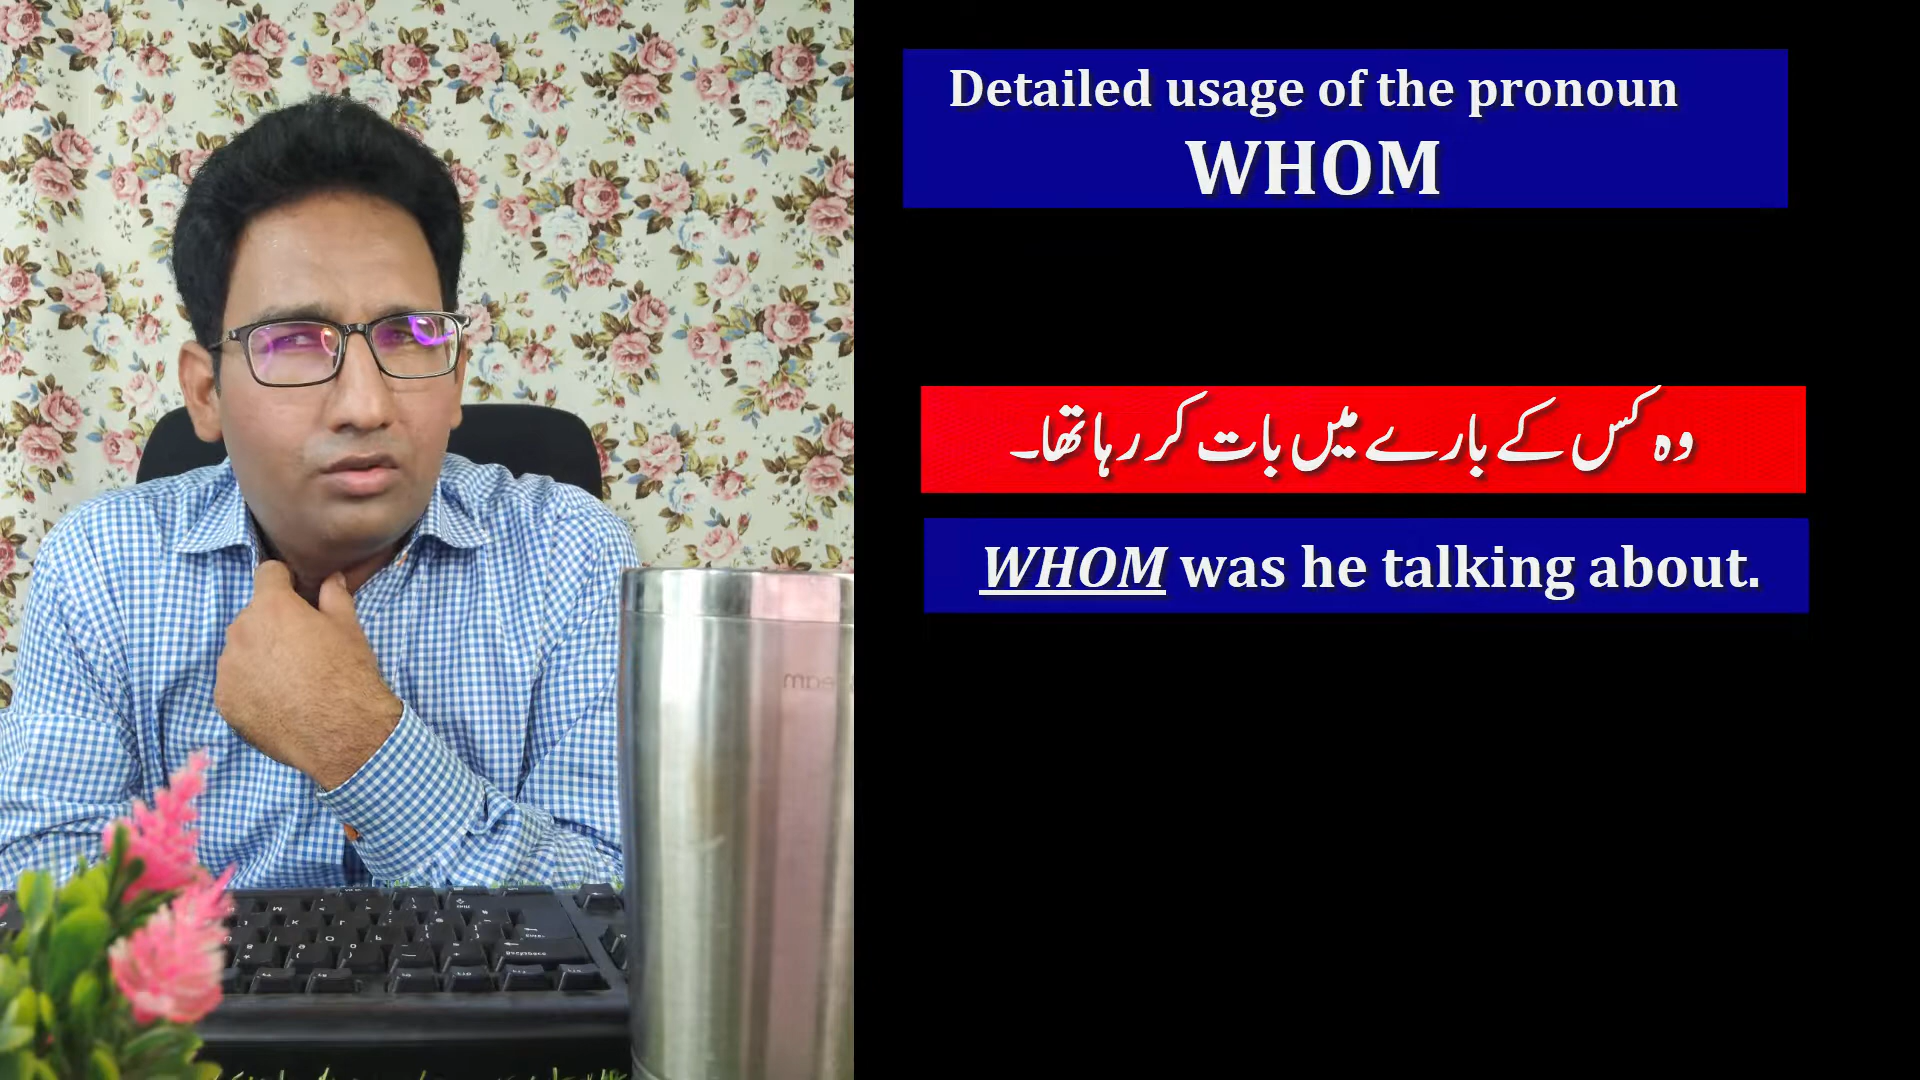 Detailed usage of the pronoun
WHOM
وہ کس کے بارے میں بات کر رہا تھا۔
WHOM was he talking about.